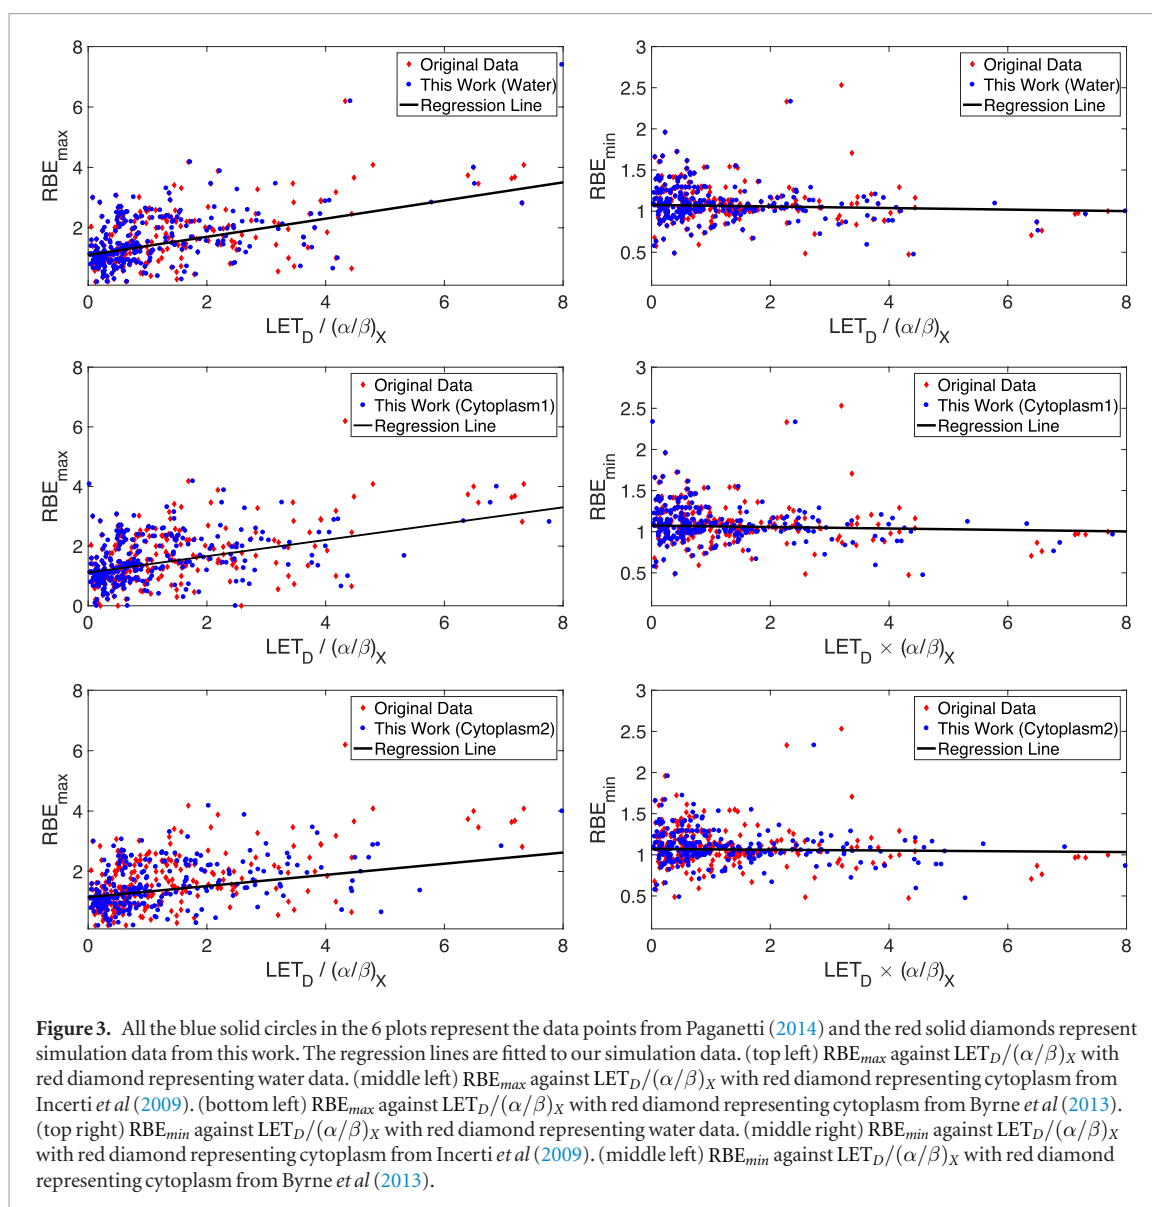 8
6
4
2
RBEmax
Original Data
This Work (Water)
Regression Line
0 2 4 6 8
LETD / (α/β)X
3
2.5
2
1.5
1
0.5
RBEmin
Original Data
This Work (Water)
Regression Line
0 2 4 6 8
LETD / (α/β)X
8
6
4
2
0
RBEmax
Original Data
This Work (Cytoplasm1)
Regression Line
0 2 4 6 8
LETD / (α/β)X
3
2.5
2
1.5
1
0.5
RBEmin
Original Data
This Work (Cytoplasm1)
Regression Line
0 2 4 6 8
LETD × (α/β)X
8
6
4
2
RBEmax
Original Data
This Work (Cytoplasm2)
Regression Line
0 2 4 6 8
LETD / (α/β)X
3
2.5
2
1.5
1
0.5
RBEmin
Original Data
This Work (Cytoplasm2)
Regression Line
0 2 4 6 8
LETD × (α/β)X
Figure 3. All the blue solid circles in the 6 plots represent the data points from Paganetti (2014) and the red solid diamonds represent
simulation data from this work. The regression lines are fitted to our simulation data. (top left) RBEmax against LETD/(α/β)X with
red diamond representing water data. (middle left) RBEmax against LETD/(α/β)X with red diamond representing cytoplasm from
Incerti et al (2009). (bottom left) RBEmax against LETD/(α/β)X with red diamond representing cytoplasm from Byrne et al (2013).
(top right) RBEmin against LETD/(α/β)X with red diamond representing water data. (middle right) RBEmin against LETD/(α/β)X
with red diamond representing cytoplasm from Incerti et al (2009). (middle left) RBEmin against LETD/(α/β)X with red diamond
representing cytoplasm from Byrne et al (2013).